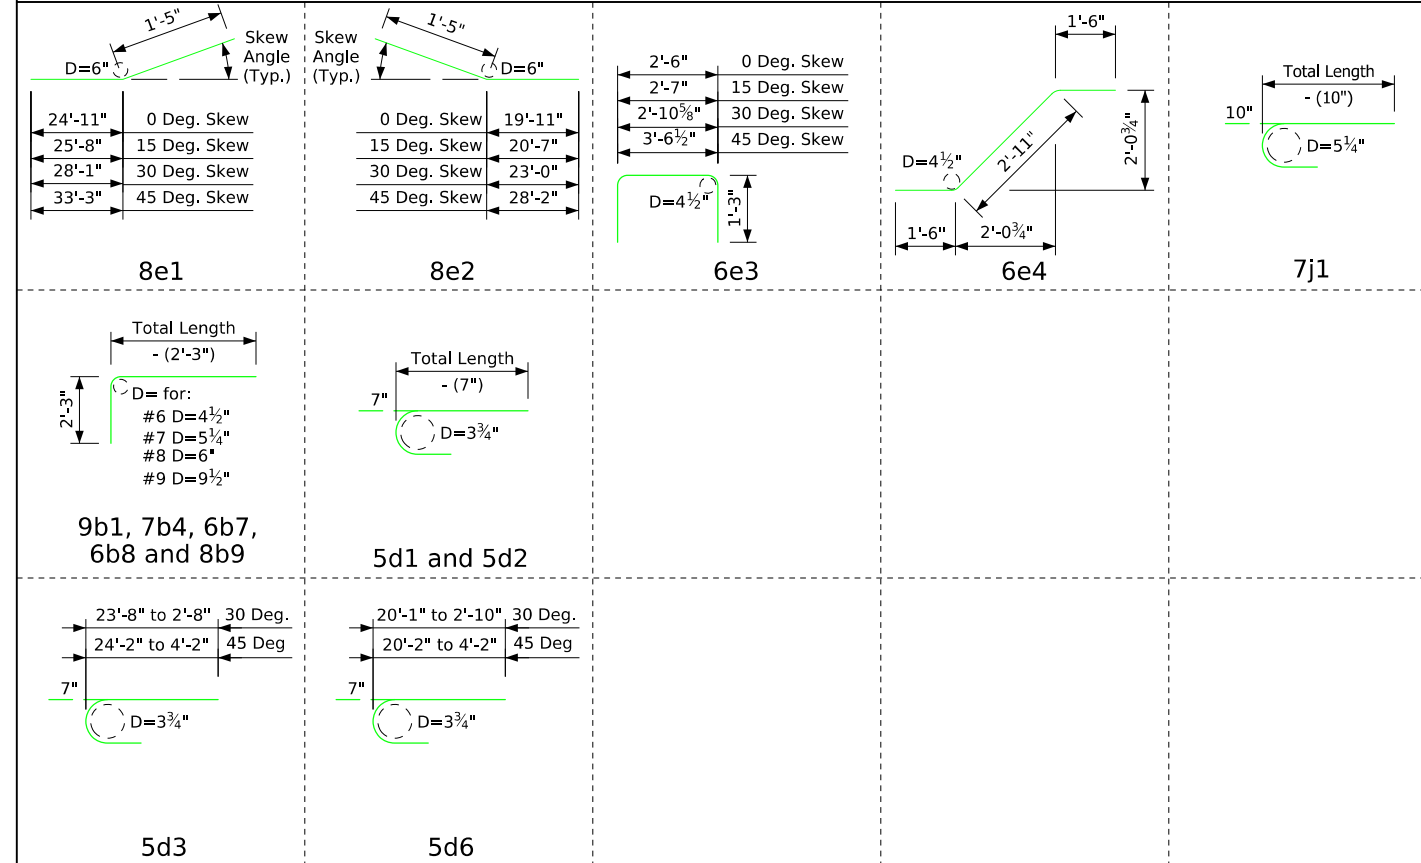 1'-5"
D=6"
Skew
Angle
(Typ.)
24'-11" 0 Deg. Skew
25'-8" 15 Deg. Skew
28'-1" 30 Deg. Skew
33'-3" 45 Deg. Skew
8e1
1'-5"
Skew
Angle
(Typ.)
D=6"
0 Deg. Skew 19'-11"
15 Deg. Skew 20'-7"
30 Deg. Skew 23'-0"
45 Deg. Skew 28'-2"
8e2
2'-6" 0 Deg. Skew
2'-7" 15 Deg. Skew
2'-10⅝" 30 Deg. Skew
3'-6½" 45 Deg. Skew
D=4½"
1'-3"
6e3
1'-6"
D=4½"
2'-11"
2'-0¾"
1'-6"
2'-0¾"
6e4
Total Length
- (10")
10"
D=5¼"
7j1
Total Length
- (2'-3")
2'-3"
D= for:
#6 D=4½"
#7 D=5¼"
#8 D=6"
#9 D=9½"
9b1, 7b4, 6b7,
6b8 and 8b9
Total Length
- (7")
7"
D=3¾"
5d1 and 5d2
23'-8" to 2'-8" 30 Deg.
24'-2" to 4'-2" 45 Deg
7"
D=3¾"
5d3
20'-1" to 2'-10" 30 Deg.
20'-2" to 4'-2" 45 Deg
7"
D=3¾"
5d6